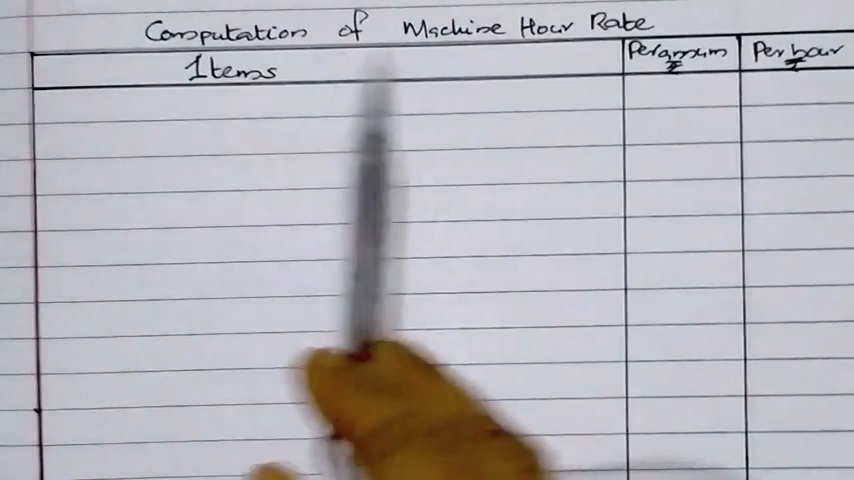 Computation of Machine Hour Rate
Items Per annum Per hour
₹ ₹